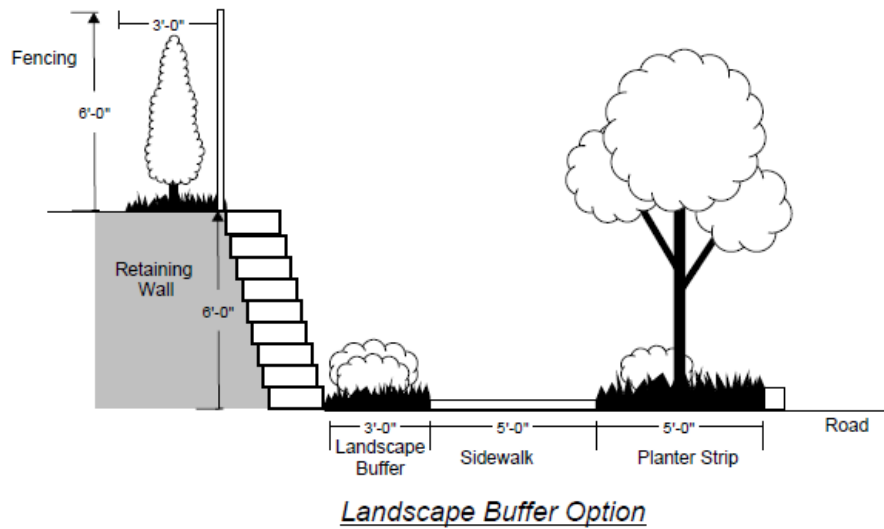 3'-0"
Fencing
6'-0"
Retaining
Wall
6'-0"
3'-0"
5'-0"
5'-0"
Road
Landscape
Buffer
Sidewalk
Planter Strip
Landscape Buffer Option